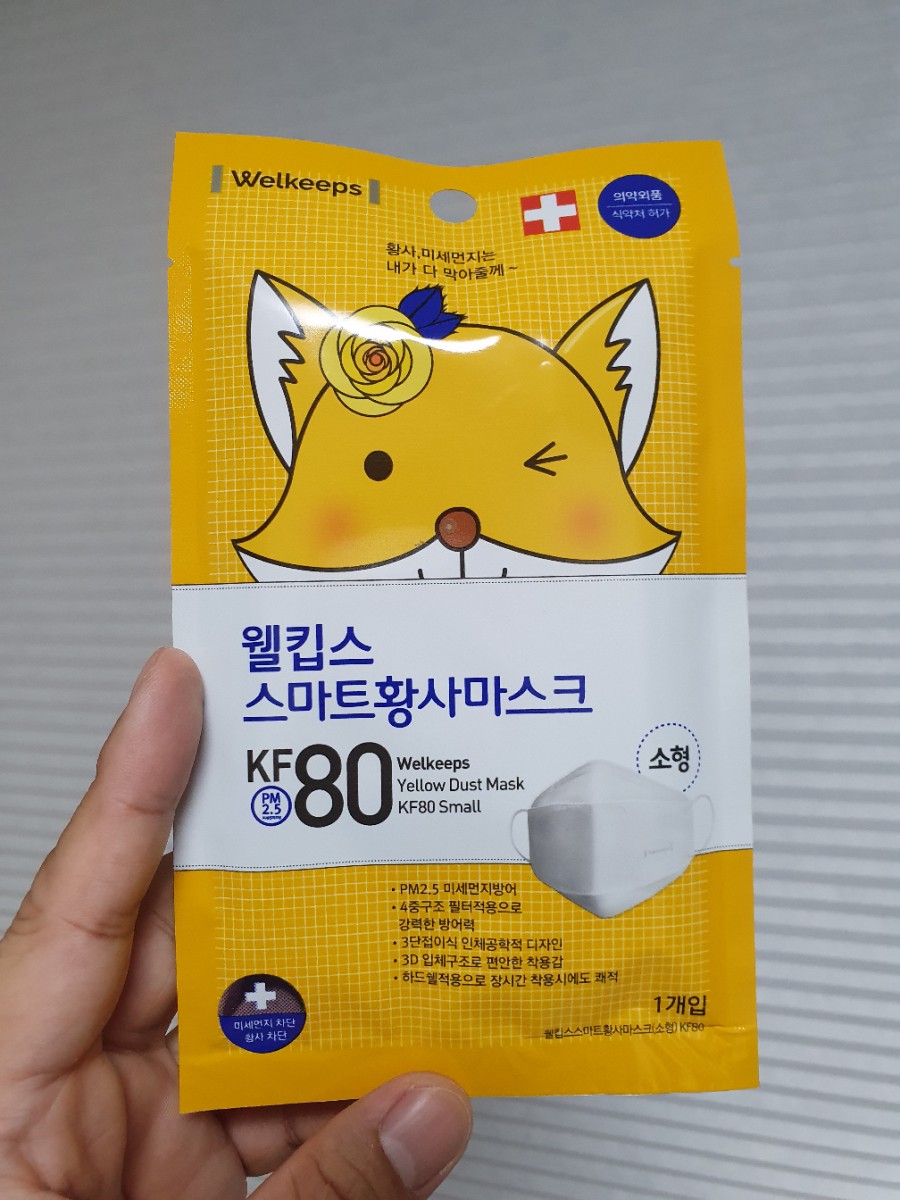 Welkeeps
의약외품
식약처 허가
황사,미세먼지는
내가 다 막아줄께~
웰킵스
스마트황사마스크
KF80
PM
2.5
Welkeeps
Yellow Dust Mask
KF80 Small
소형
• PM2.5 미세먼지방어
• 4중구조 필터적용으로
강력한 방어력
• 3단접이식 인체공학적 디자인
• 3D 입체구조로 편안한 착용감
• 하드쉘적용으로 장시간 착용시에도 쾌적
미세먼지 차단
황사 차단
1개입
웰킵스스마트황사마스크(소형) KF80